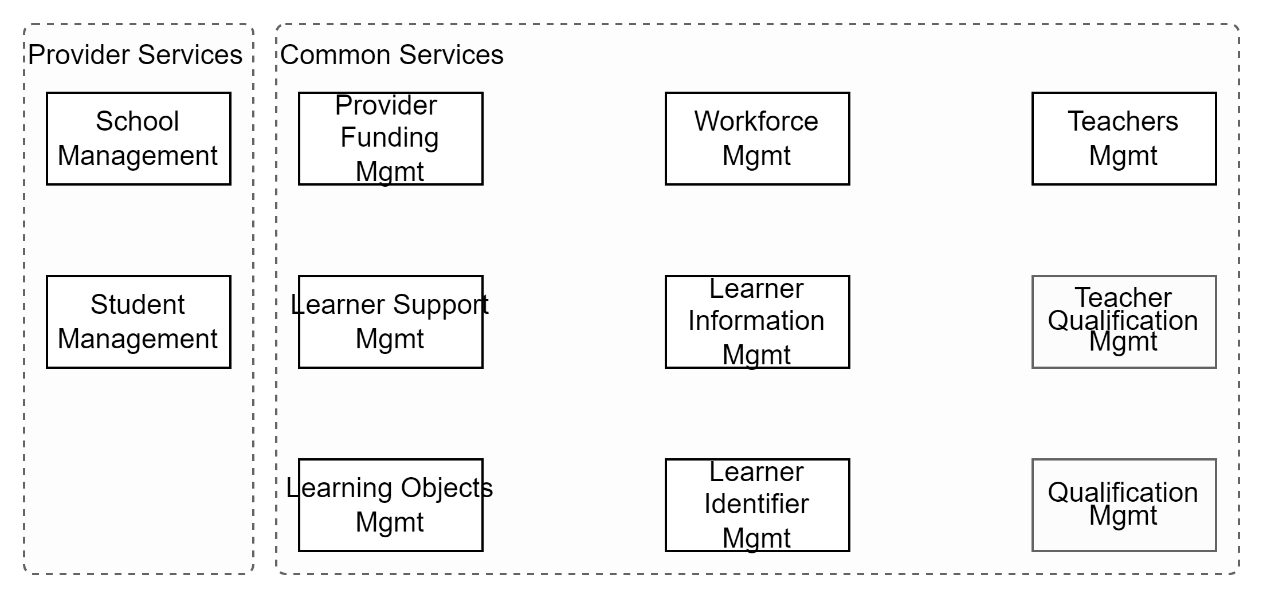 Provider Services
School
Management
Student
Management
Common Services
Provider
Funding
Mgmt
Workforce
Mgmt
Teachers
Mgmt
Learner Support
Mgmt
Learner
Information
Mgmt
Teacher
Qualification
Mgmt
Learning Objects
Mgmt
Learner
Identifier
Mgmt
Qualification
Mgmt